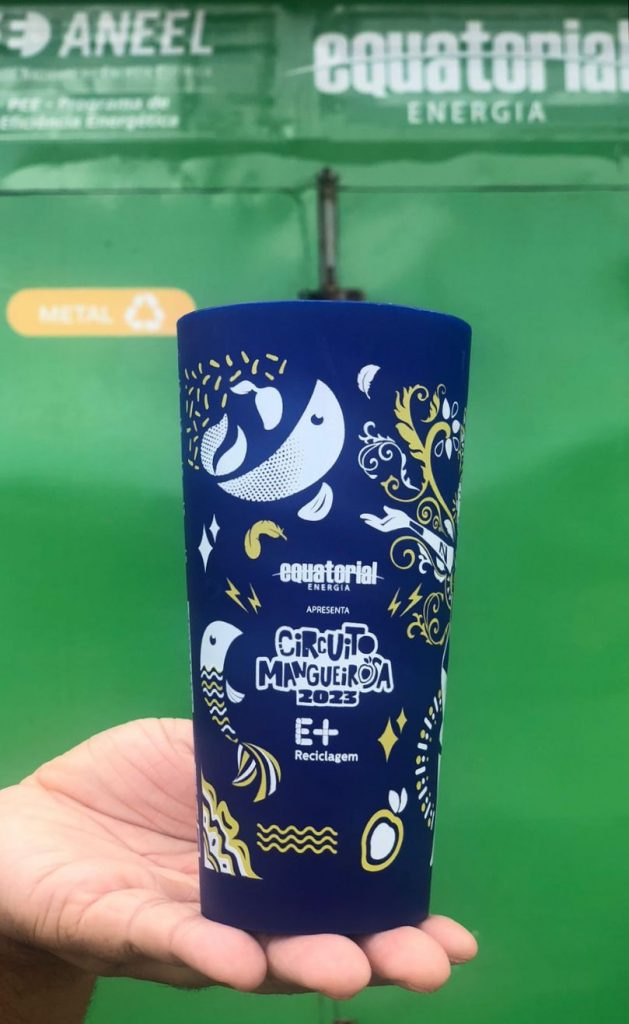 ANEEL
PEE - Programa de
Eficiência Energética
equatorial
ENERGIA
METAL
equatorial
ENERGIA
APRESENTA
CIRCUITO
MANGUEIROSA
2023
E+
Reciclagem
N